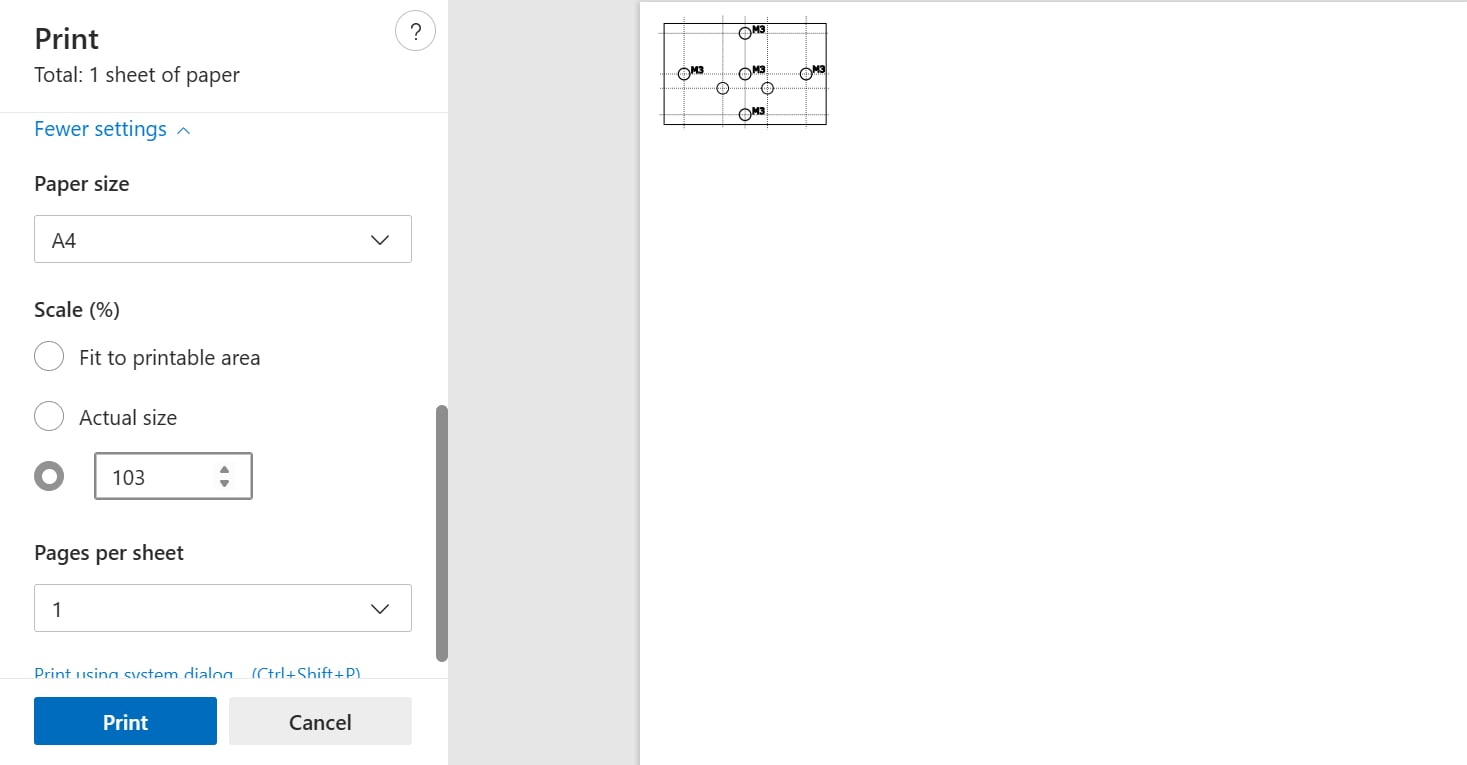 Print
?
Total: 1 sheet of paper
Fewer settings
Paper size
A4
Scale (%)
Fit to printable area
Actual size
103
Pages per sheet
1
Print using system dialog... (Ctrl+Shift+P)
Print
Cancel
M3
M3
M3
M3
M3